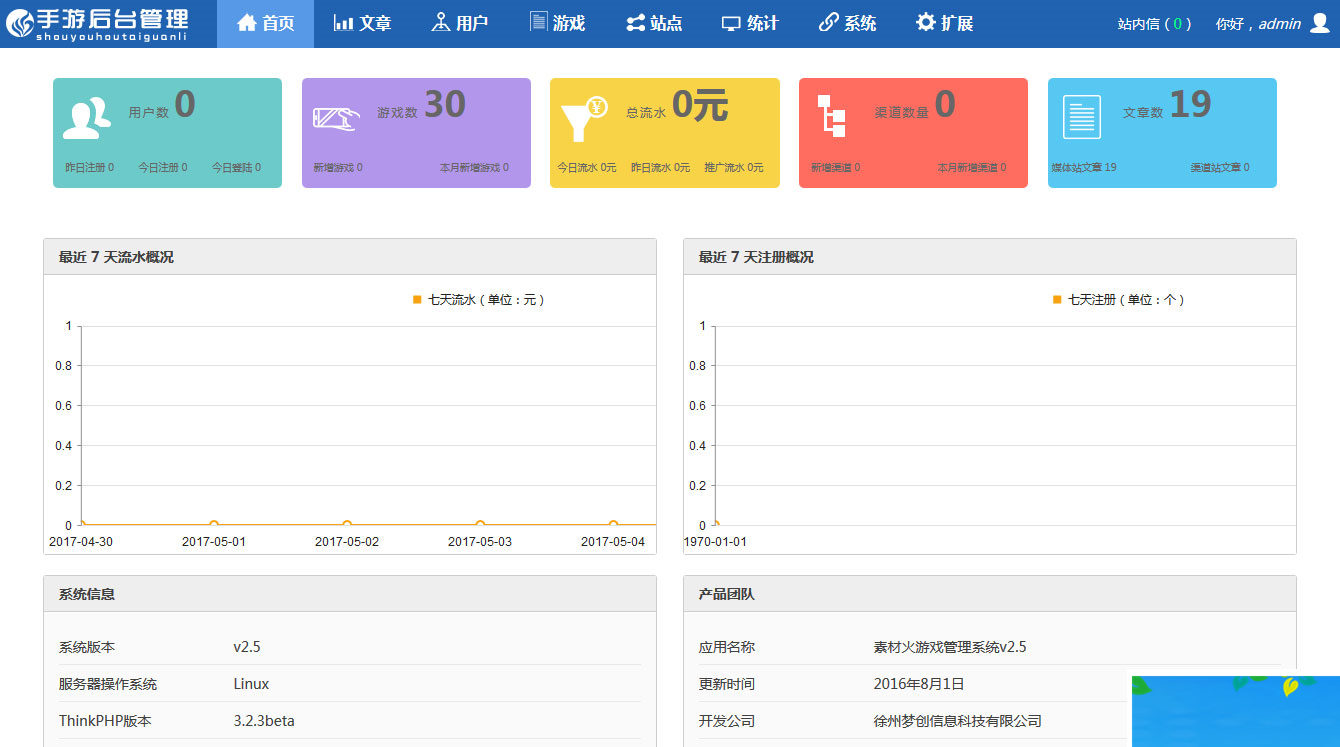 手游后台管理
shouyouhoutaiguanli
首页 文章 用户 游戏 站点 统计 系统 扩展
站内信 ( 0 ) 你好，admin
用户数 0
昨日注册 0 今日注册 0 今日登陆 0
游戏数 30
新增游戏 0 本月新增游戏 0
总流水 0元
今日流水 0元 昨日流水 0元 推广流水 0元
渠道数量 0
新增渠道 0 本月新增渠道 0
文章数 19
媒体站文章 19 渠道站文章 0
最近 7 天流水概况
七天流水 ( 单位：元 )
1
0.8
0.6
0.4
0.2
0
2017-04-30 2017-05-01 2017-05-02 2017-05-03 2017-05-04
最近 7 天注册概况
七天注册 ( 单位：个 )
1
0.8
0.6
0.4
0.2
0
1970-01-01
系统信息
系统版本 v2.5
服务器操作系统 Linux
ThinkPHP版本 3.2.3beta
产品团队
应用名称 素材火游戏管理系统v2.5
更新时间 2016年8月1日
开发公司 徐州梦创信息科技有限公司